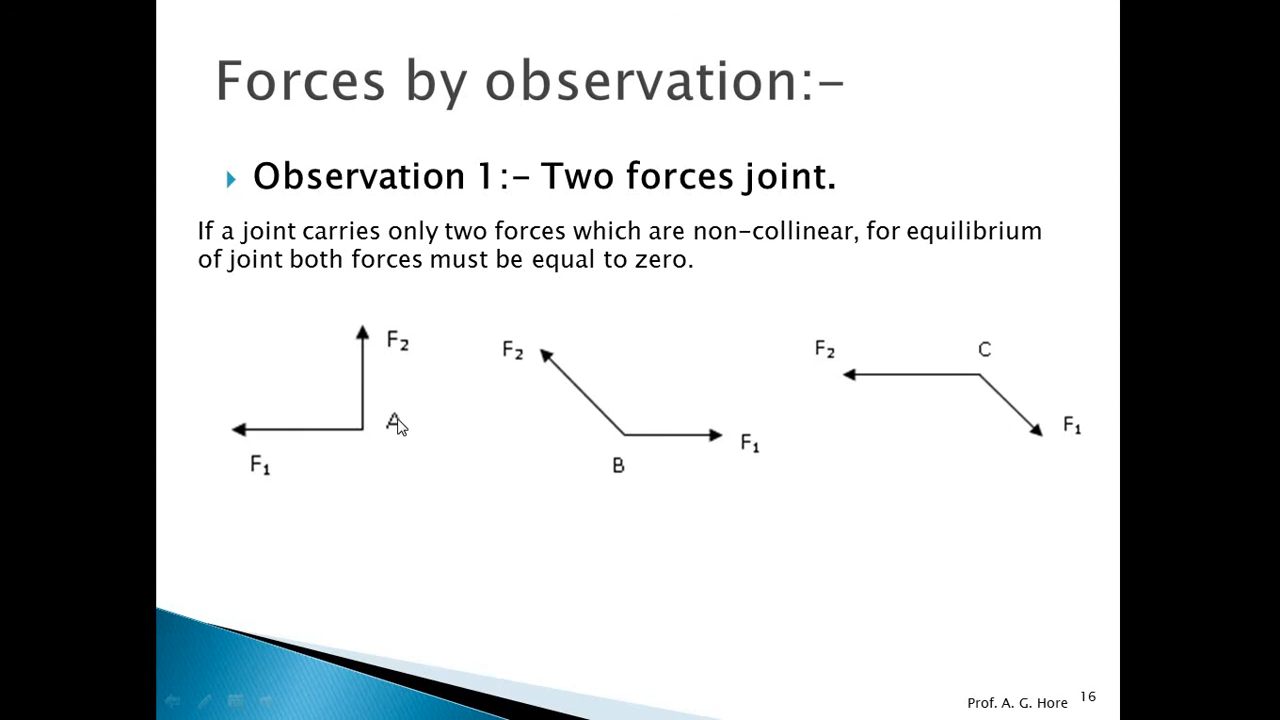 Forces by observation:-
Observation 1:- Two forces joint.
If a joint carries only two forces which are non-collinear, for equilibrium
of joint both forces must be equal to zero.
F2
A
F1
F2
B
F1
F2
C
F1
Prof. A. G. Hore 16